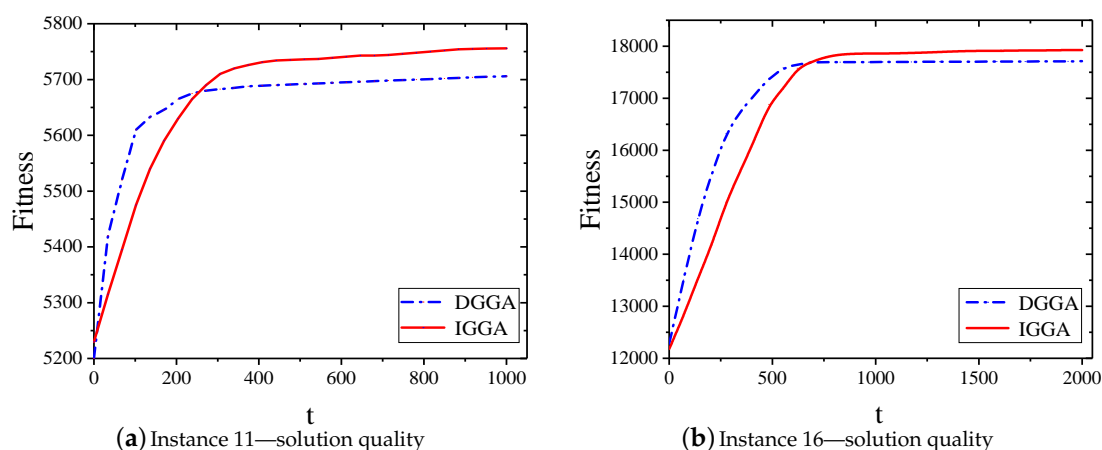 5800
5700
5600
5500
5400
5300
5200
Fitness
DGGA
IGGA
0 200 400 600 800 1000
t
(a) Instance 11—solution quality
18000
17000
16000
15000
14000
13000
12000
Fitness
DGGA
IGGA
0 500 1000 1500 2000
t
(b) Instance 16—solution quality